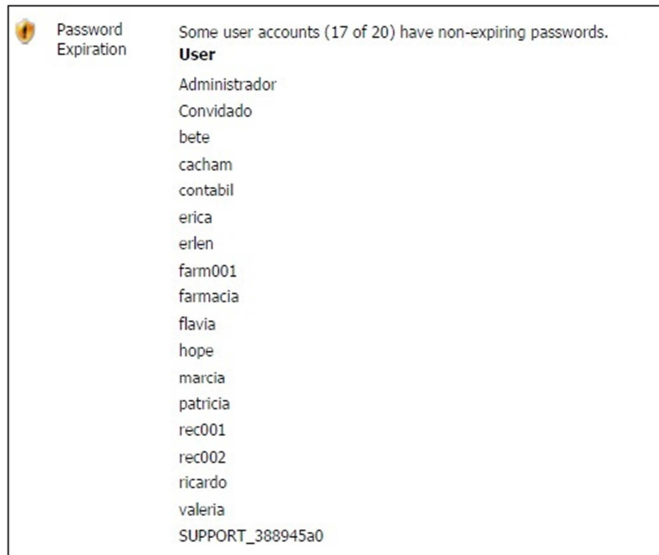 Password Expiration
Some user accounts (17 of 20) have non-expiring passwords.
User
Administrador
Convidado
bete
cacham
contabil
erica
erlen
farm001
farmacia
flavia
hope
marcia
patricia
rec001
rec002
ricardo
valeria
SUPPORT_388945a0